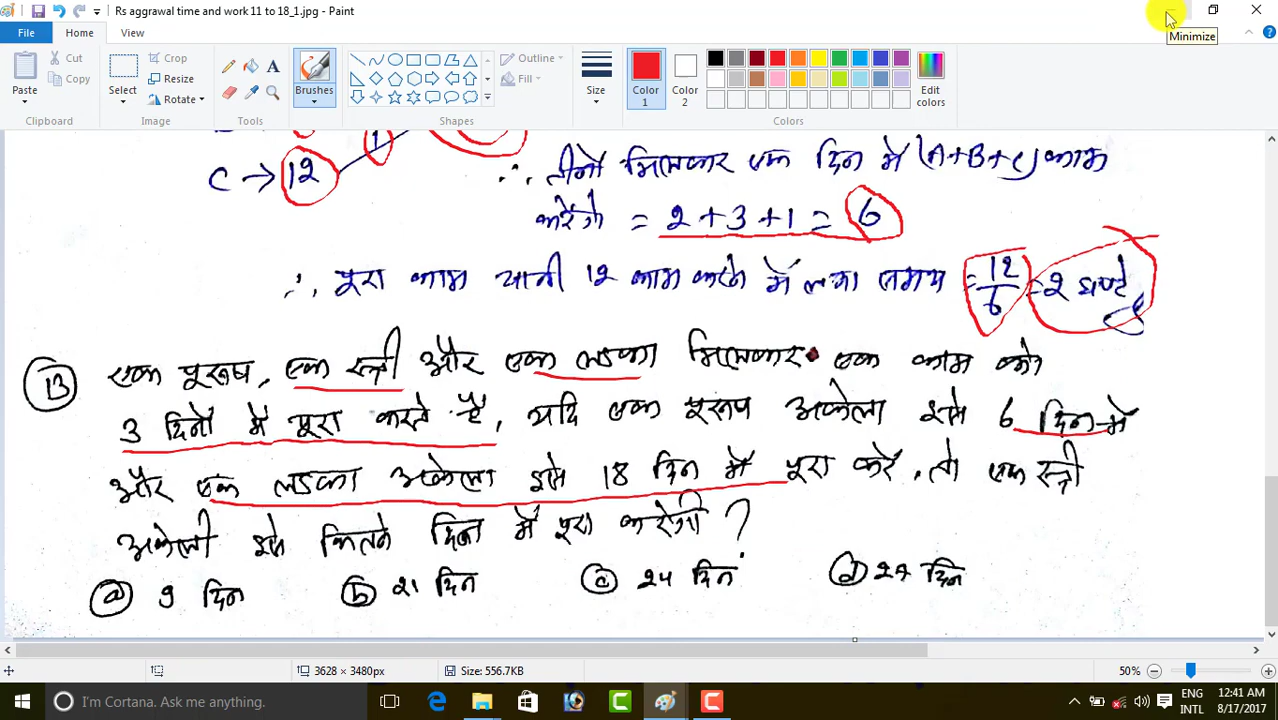 Rs aggrawal time and work 11 to 18_1.jpg - Paint
Minimize
File Home View
Cut
Copy
Paste
Clipboard
Crop
Resize
Rotate
Select
Image
Tools
Brushes
Outline
Fill
Shapes
Size
Color 1
Color 2
Edit colors
Colors
C → 12 1
∴ तीनों मिलकर एक दिन में (A+B+C) काम
करेंगे = 2+3+1 = 6
∴ पूरा काम यानी 12 काम करने में लगा समय = 12/6 = 2 घण्टे
13 एक पुरूष, एक स्त्री और एक लडका मिलकर एक काम को
3 दिनों में पूरा करते है, यदि एक पुरूष अकेला इसे 6 दिन में
और एक लडका अकेला इसे 18 दिन में पूरा करें, तो एक स्त्री
अकेली इसे कितने दिन में पूरा करेगी ?
(a) 9 दिन (b) 21 दिन (c) 24 दिन (d) 27 दिन
3628 × 3480px Size: 556.7KB 50%
I'm Cortana. Ask me anything.
ENG 12:41 AM
INTL 8/17/2017